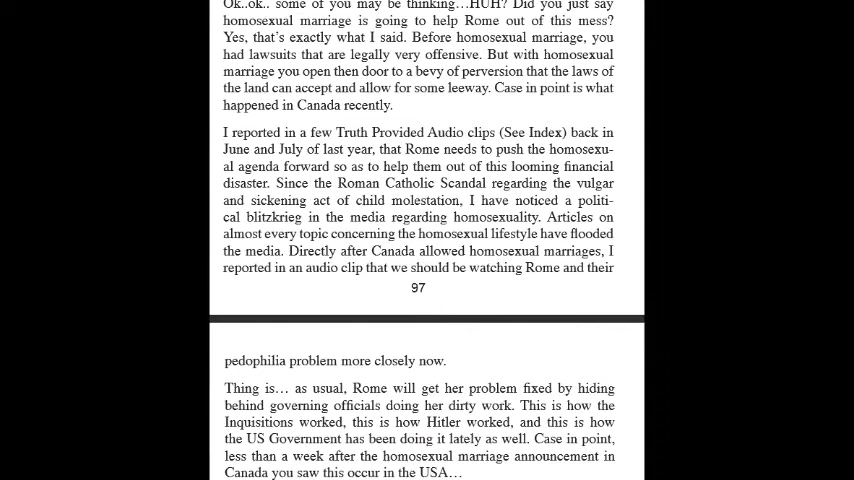 Ok..ok.. some of you may be thinking…HUH? Did you just say
homosexual marriage is going to help Rome out of this mess?
Yes, that's exactly what I said. Before homosexual marriage, you
had lawsuits that are legally very offensive. But with homosexual
marriage you open then door to a bevy of perversion that the laws of
the land can accept and allow for some leeway. Case in point is what
happened in Canada recently.
I reported in a few Truth Provided Audio clips (See Index) back in
June and July of last year, that Rome needs to push the homosexu-
al agenda forward so as to help them out of this looming financial
disaster. Since the Roman Catholic Scandal regarding the vulgar
and sickening act of child molestation, I have noticed a politi-
cal blitzkrieg in the media regarding homosexuality. Articles on
almost every topic concerning the homosexual lifestyle have flooded
the media. Directly after Canada allowed homosexual marriages, I
reported in an audio clip that we should be watching Rome and their
97
pedophilia problem more closely now.
Thing is… as usual, Rome will get her problem fixed by hiding
behind governing officials doing her dirty work. This is how the
Inquisitions worked, this is how Hitler worked, and this is how
the US Government has been doing it lately as well. Case in point,
less than a week after the homosexual marriage announcement in
Canada you saw this occur in the USA…